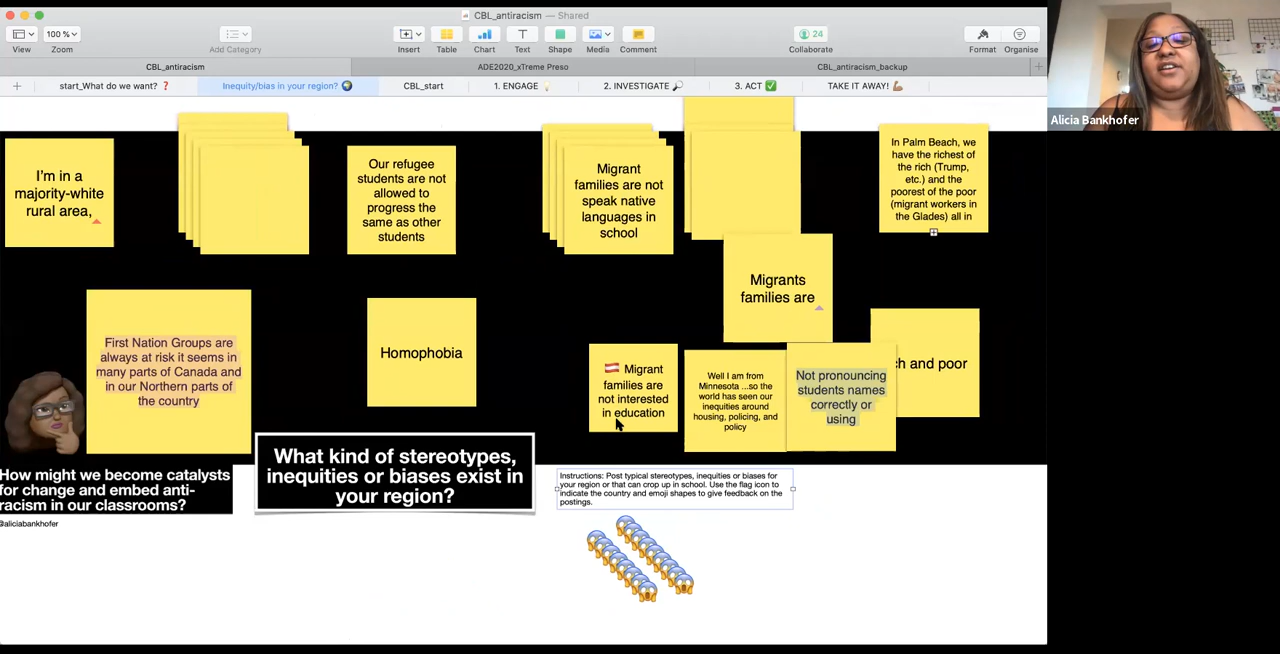 CBL_antiracism — Shared
100%
View
Zoom
Add Category
Insert
Table
Chart
Text
Shape
Media
Comment
24
Collaborate
Format
Organise
CBL_antiracism
ADE2020_xTreme Preso
CBL_antiracism_backup
start_What do we want? ❓
Inequity/bias in your region?
CBL_start
1. ENGAGE
2. INVESTIGATE
3. ACT ✅
TAKE IT AWAY!
Alicia Bankhofer
I’m in a
majority-white
rural area,
Our refugee
students are not
allowed to
progress the
same as other
students
Migrant
families are not
speak native
languages in
school
In Palm Beach, we
have the richest of
the rich (Trump,
etc.) and the
poorest of the poor
(migrant workers in
the Glades) all in
Migrants
families are
First Nation Groups are
always at risk it seems in
many parts of Canada and
in our Northern parts of
the country
Homophobia
Migrant
families are
not interested
in education
Well I am from
Minnesota ...so the
world has seen our
inequities around
housing, policing, and
policy
Not pronouncing
students names
correctly or
using
ch and poor
How might we become catalysts
for change and embed anti-
racism in our classrooms?
@aliciabankhofer
What kind of stereotypes,
inequities or biases exist in
your region?
Instructions: Post typical stereotypes, inequities or biases for
your region or that can crop up in school. Use the flag icon to
indicate the country and emoji shapes to give feedback on the
postings.